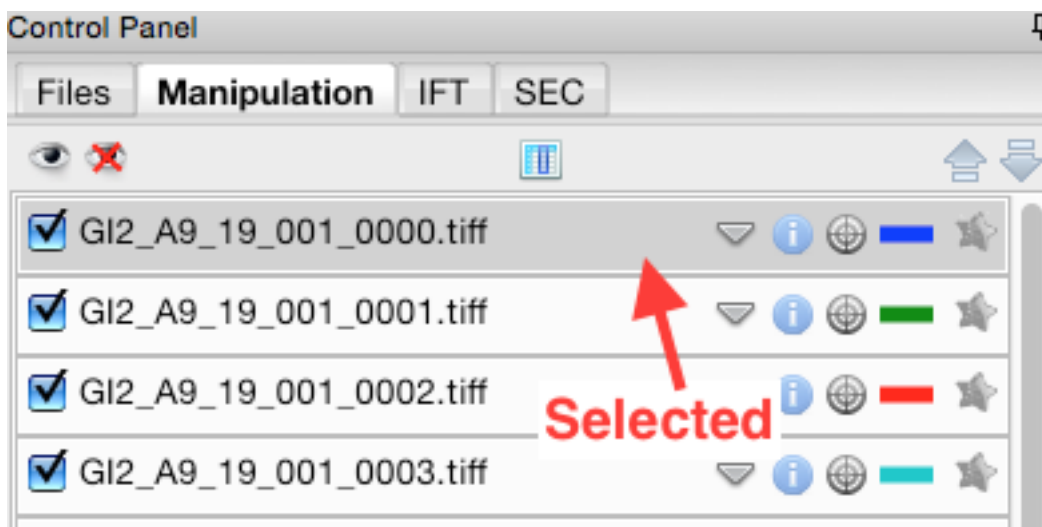 Control Panel
Files Manipulation IFT SEC
GI2_A9_19_001_0000.tiff
GI2_A9_19_001_0001.tiff
GI2_A9_19_001_0002.tiff
Selected
GI2_A9_19_001_0003.tiff